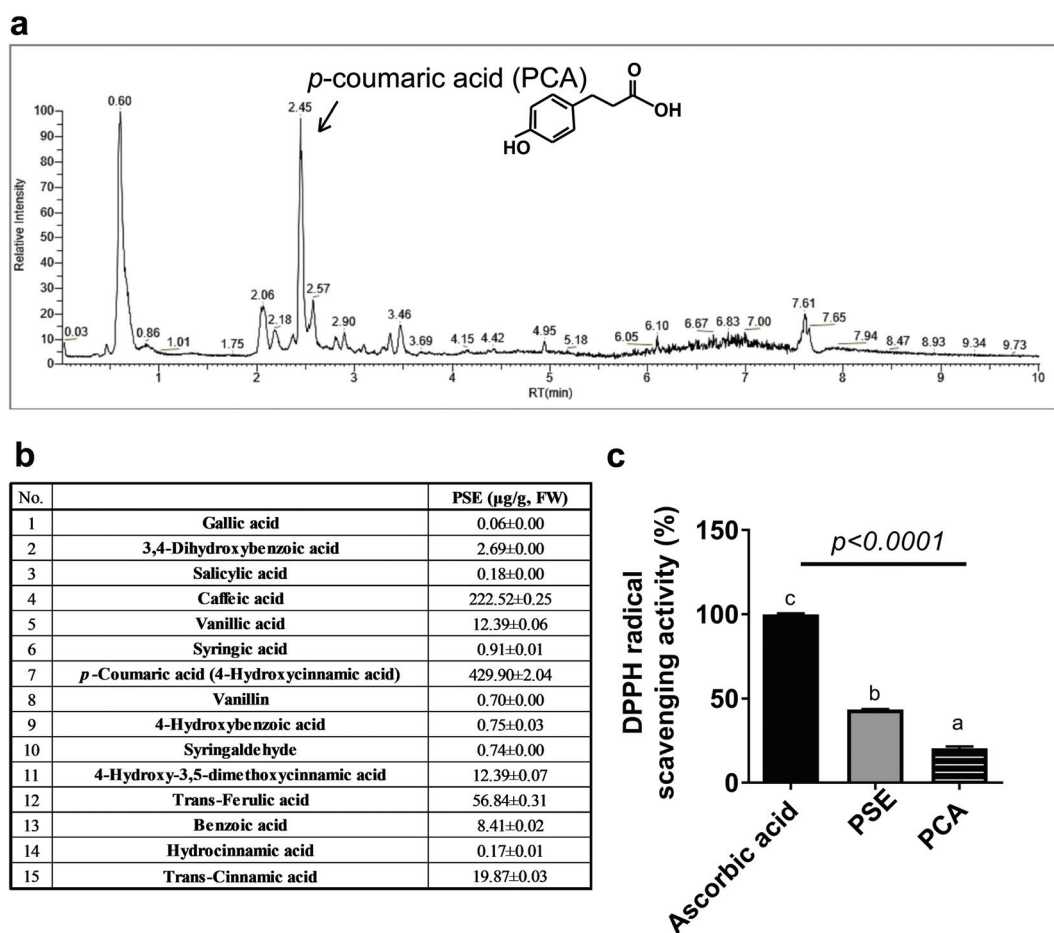 a
p-coumaric acid (PCA)
O
OH
HO
Relative Intensity
100
90
80
70
60
50
40
30
20
10
0
0.03
0.60
0.86
1.01
1.75
2.06
2.18
2.45
2.57
2.90
3.46
3.69
4.15
4.42
4.95
5.18
6.05
6.10
6.67
6.83
7.00
7.61
7.65
7.94
8.47
8.93
9.34
9.73
1 2 3 4 5 6 7 8 9 10
RT(min)
b
No. PSE (µg/g, FW)
1 Gallic acid 0.06±0.00
2 3,4-Dihydroxybenzoic acid 2.69±0.00
3 Salicylic acid 0.18±0.00
4 Caffeic acid 222.52±0.25
5 Vanillic acid 12.39±0.06
6 Syringic acid 0.91±0.01
7 p-Coumaric acid (4-Hydroxycinnamic acid) 429.90±2.04
8 Vanillin 0.70±0.00
9 4-Hydroxybenzoic acid 0.75±0.03
10 Syringaldehyde 0.74±0.00
11 4-Hydroxy-3,5-dimethoxycinnamic acid 12.39±0.07
12 Trans-Ferulic acid 56.84±0.31
13 Benzoic acid 8.41±0.02
14 Hydrocinnamic acid 0.17±0.01
15 Trans-Cinnamic acid 19.87±0.03
c
DPPH radical
scavenging activity (%)
150
100
50
0
p<0.0001
c
b
a
Ascorbic acid
PSE
PCA